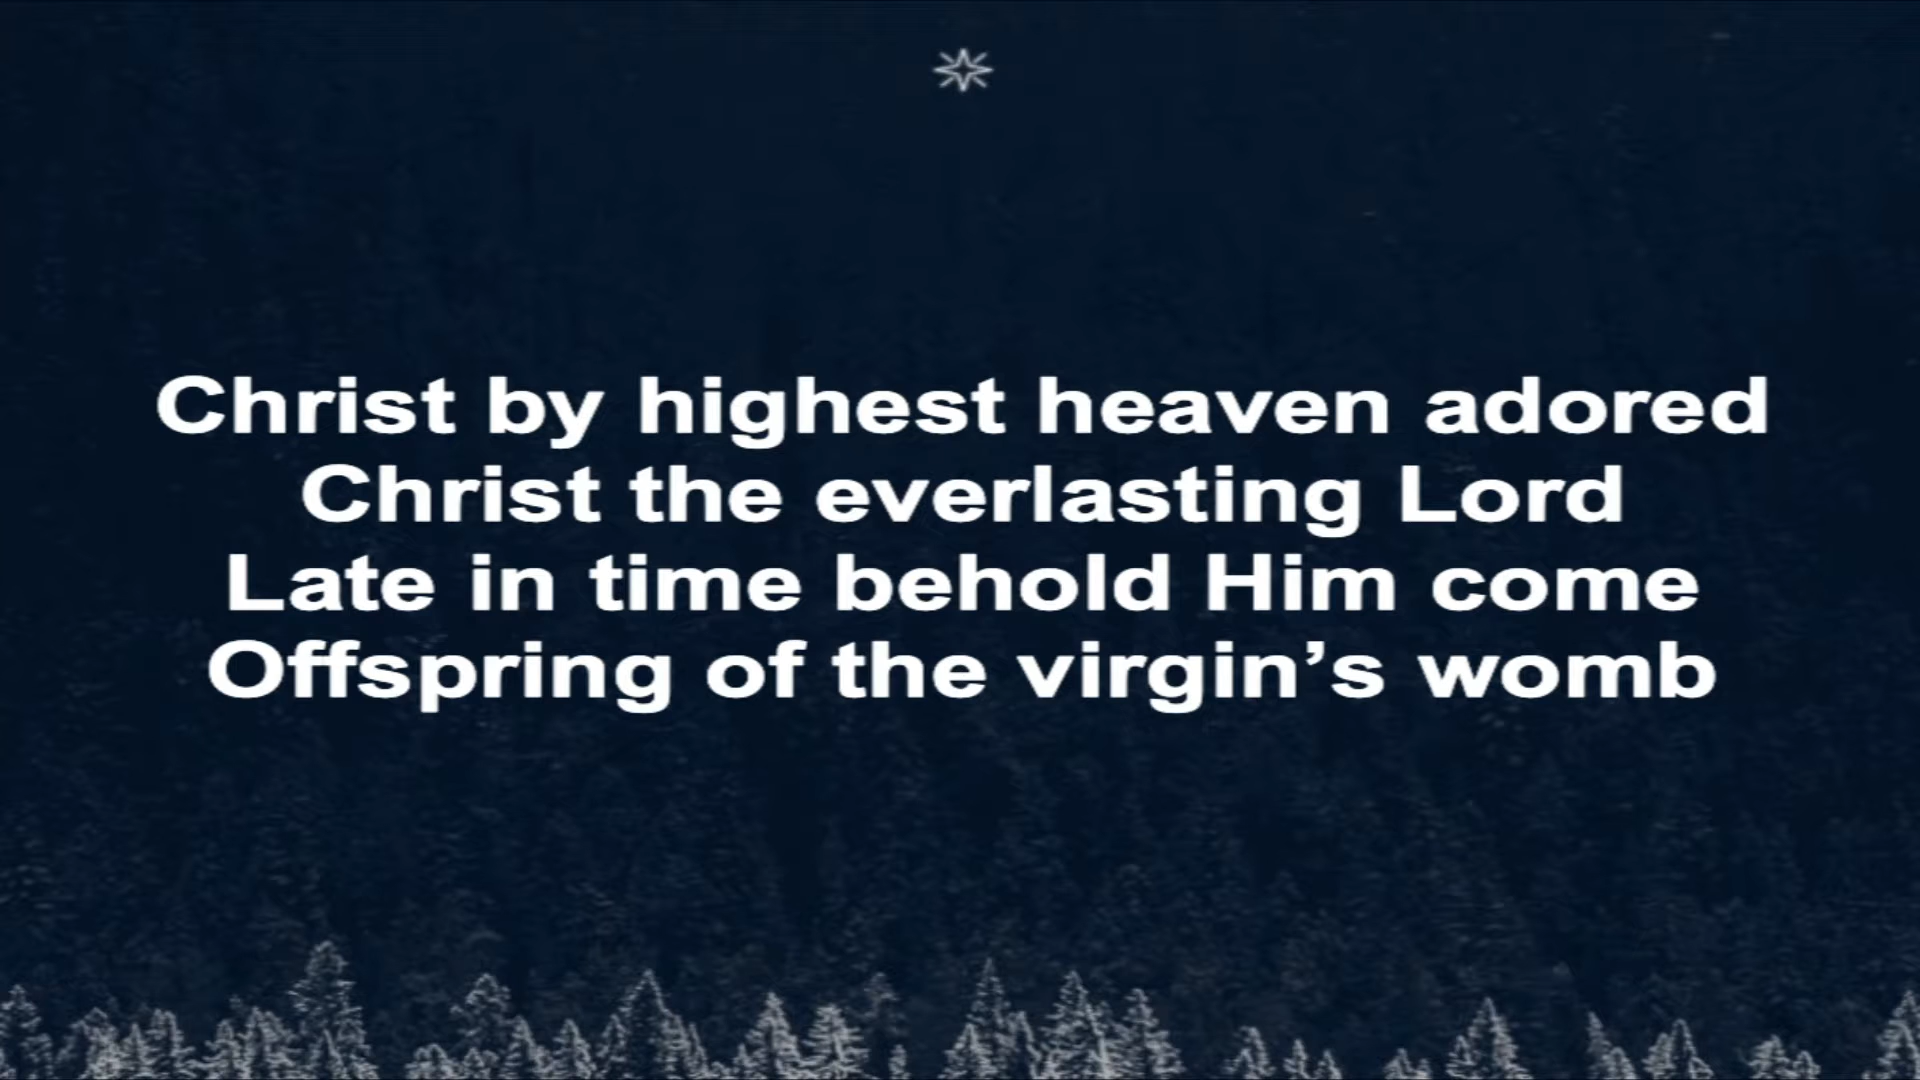 Christ by highest heaven adored
Christ the everlasting Lord
Late in time behold Him come
Offspring of the virgin’s womb